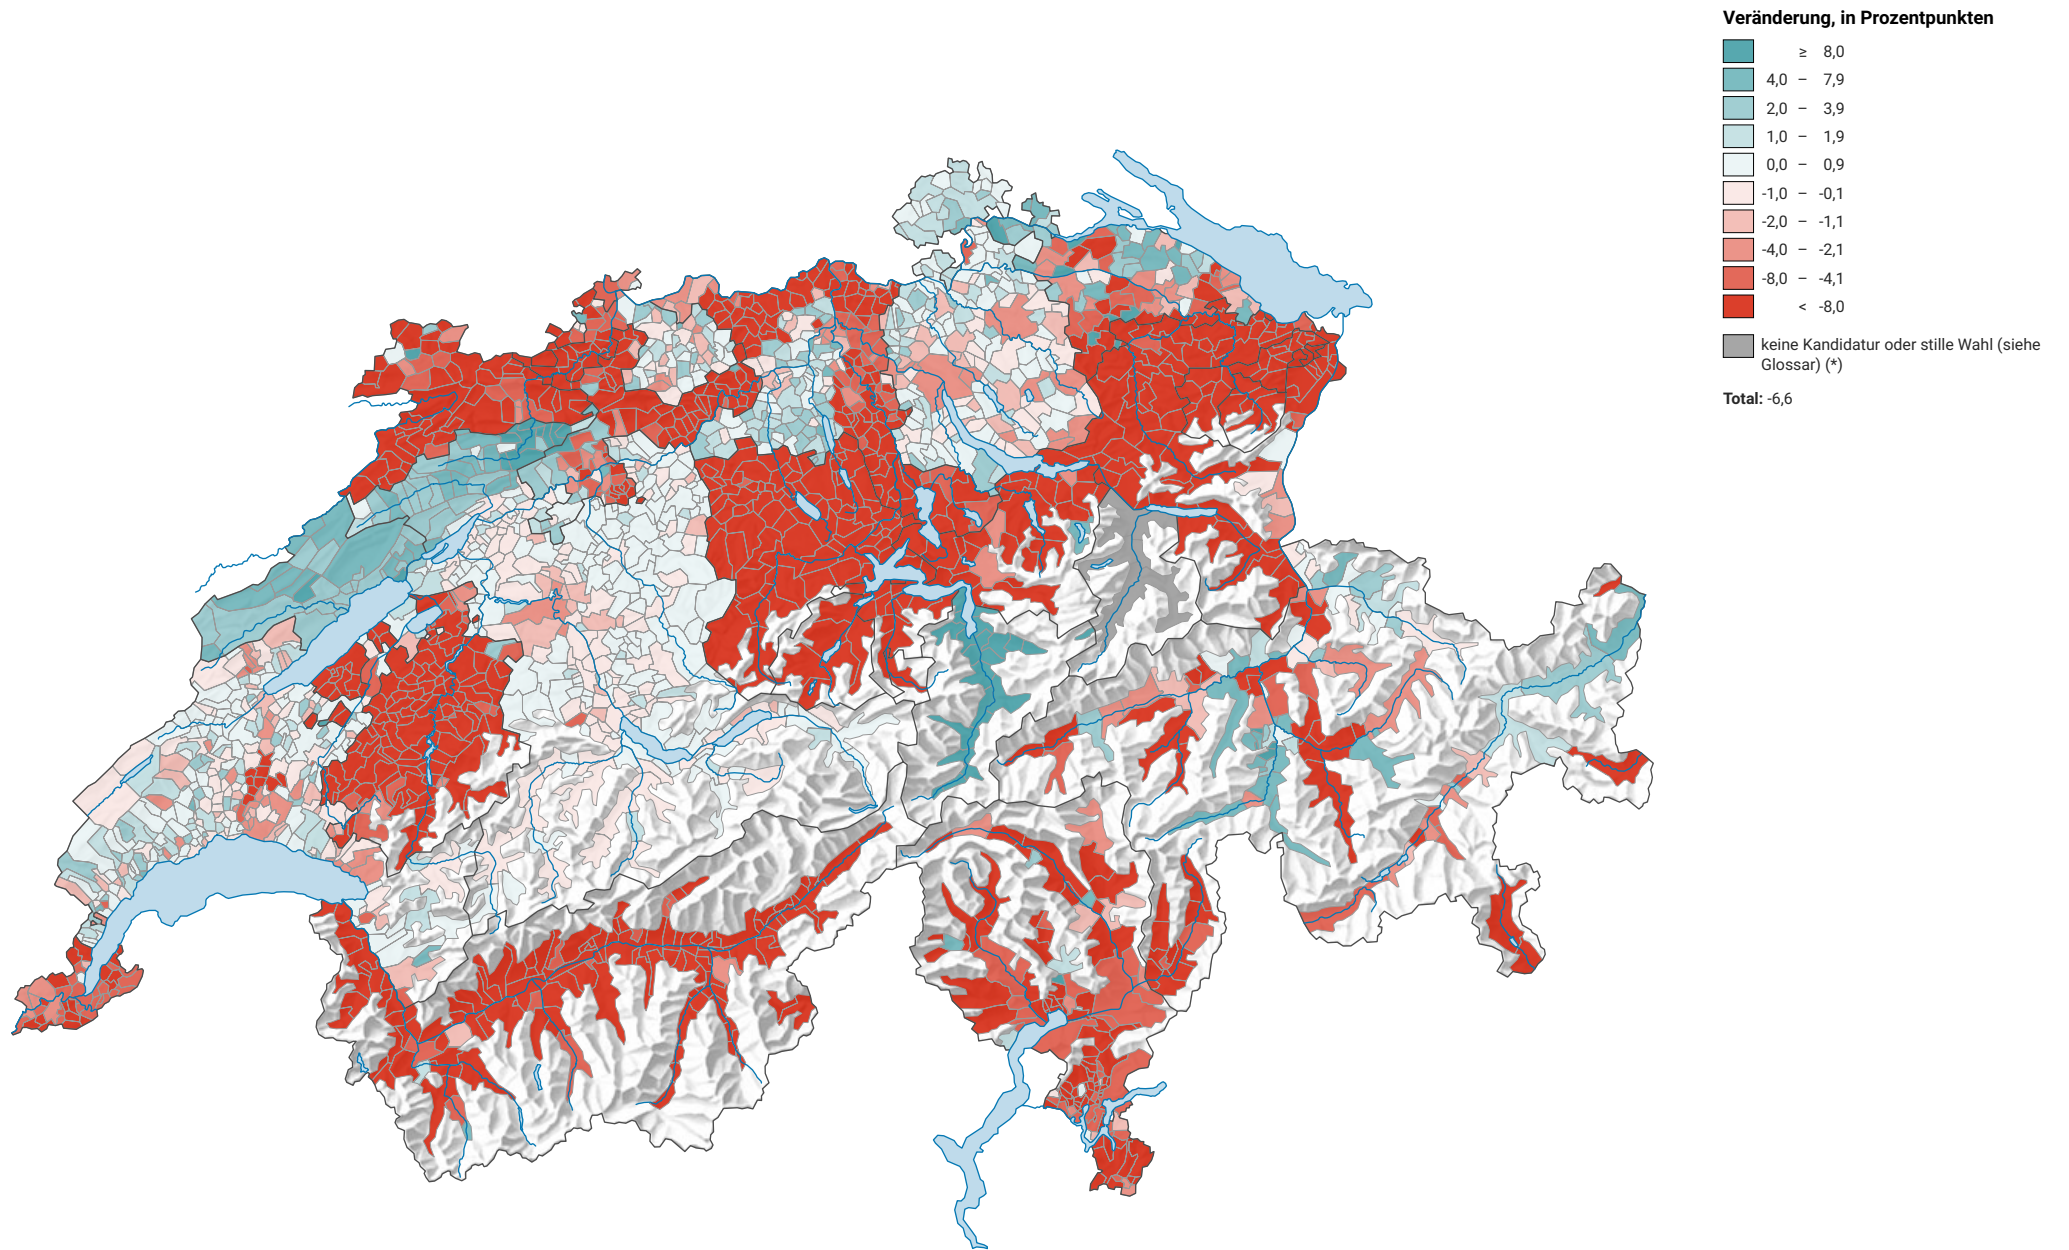 Veränderung, in Prozentpunkten
≥ 8,0
4,0 – 7,9
2,0 – 3,9
1,0 – 1,9
0,0 – 0,9
-1,0 – -0,1
-2,0 – -1,1
-4,0 – -2,1
-8,0 – -4,1
< -8,0
keine Kandidatur oder stille Wahl (siehe
Glossar) (*)
Total: -6,6